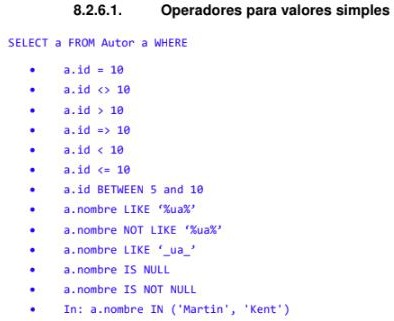 8.2.6.1. Operadores para valores simples
SELECT a FROM Autor a WHERE
• a.id = 10
• a.id <> 10
• a.id > 10
• a.id => 10
• a.id < 10
• a.id <= 10
• a.id BETWEEN 5 and 10
• a.nombre LIKE ‘%ua%’
• a.nombre NOT LIKE ‘%ua%’
• a.nombre LIKE ‘_ua_’
• a.nombre IS NULL
• a.nombre IS NOT NULL
• In: a.nombre IN ('Martin', 'Kent')